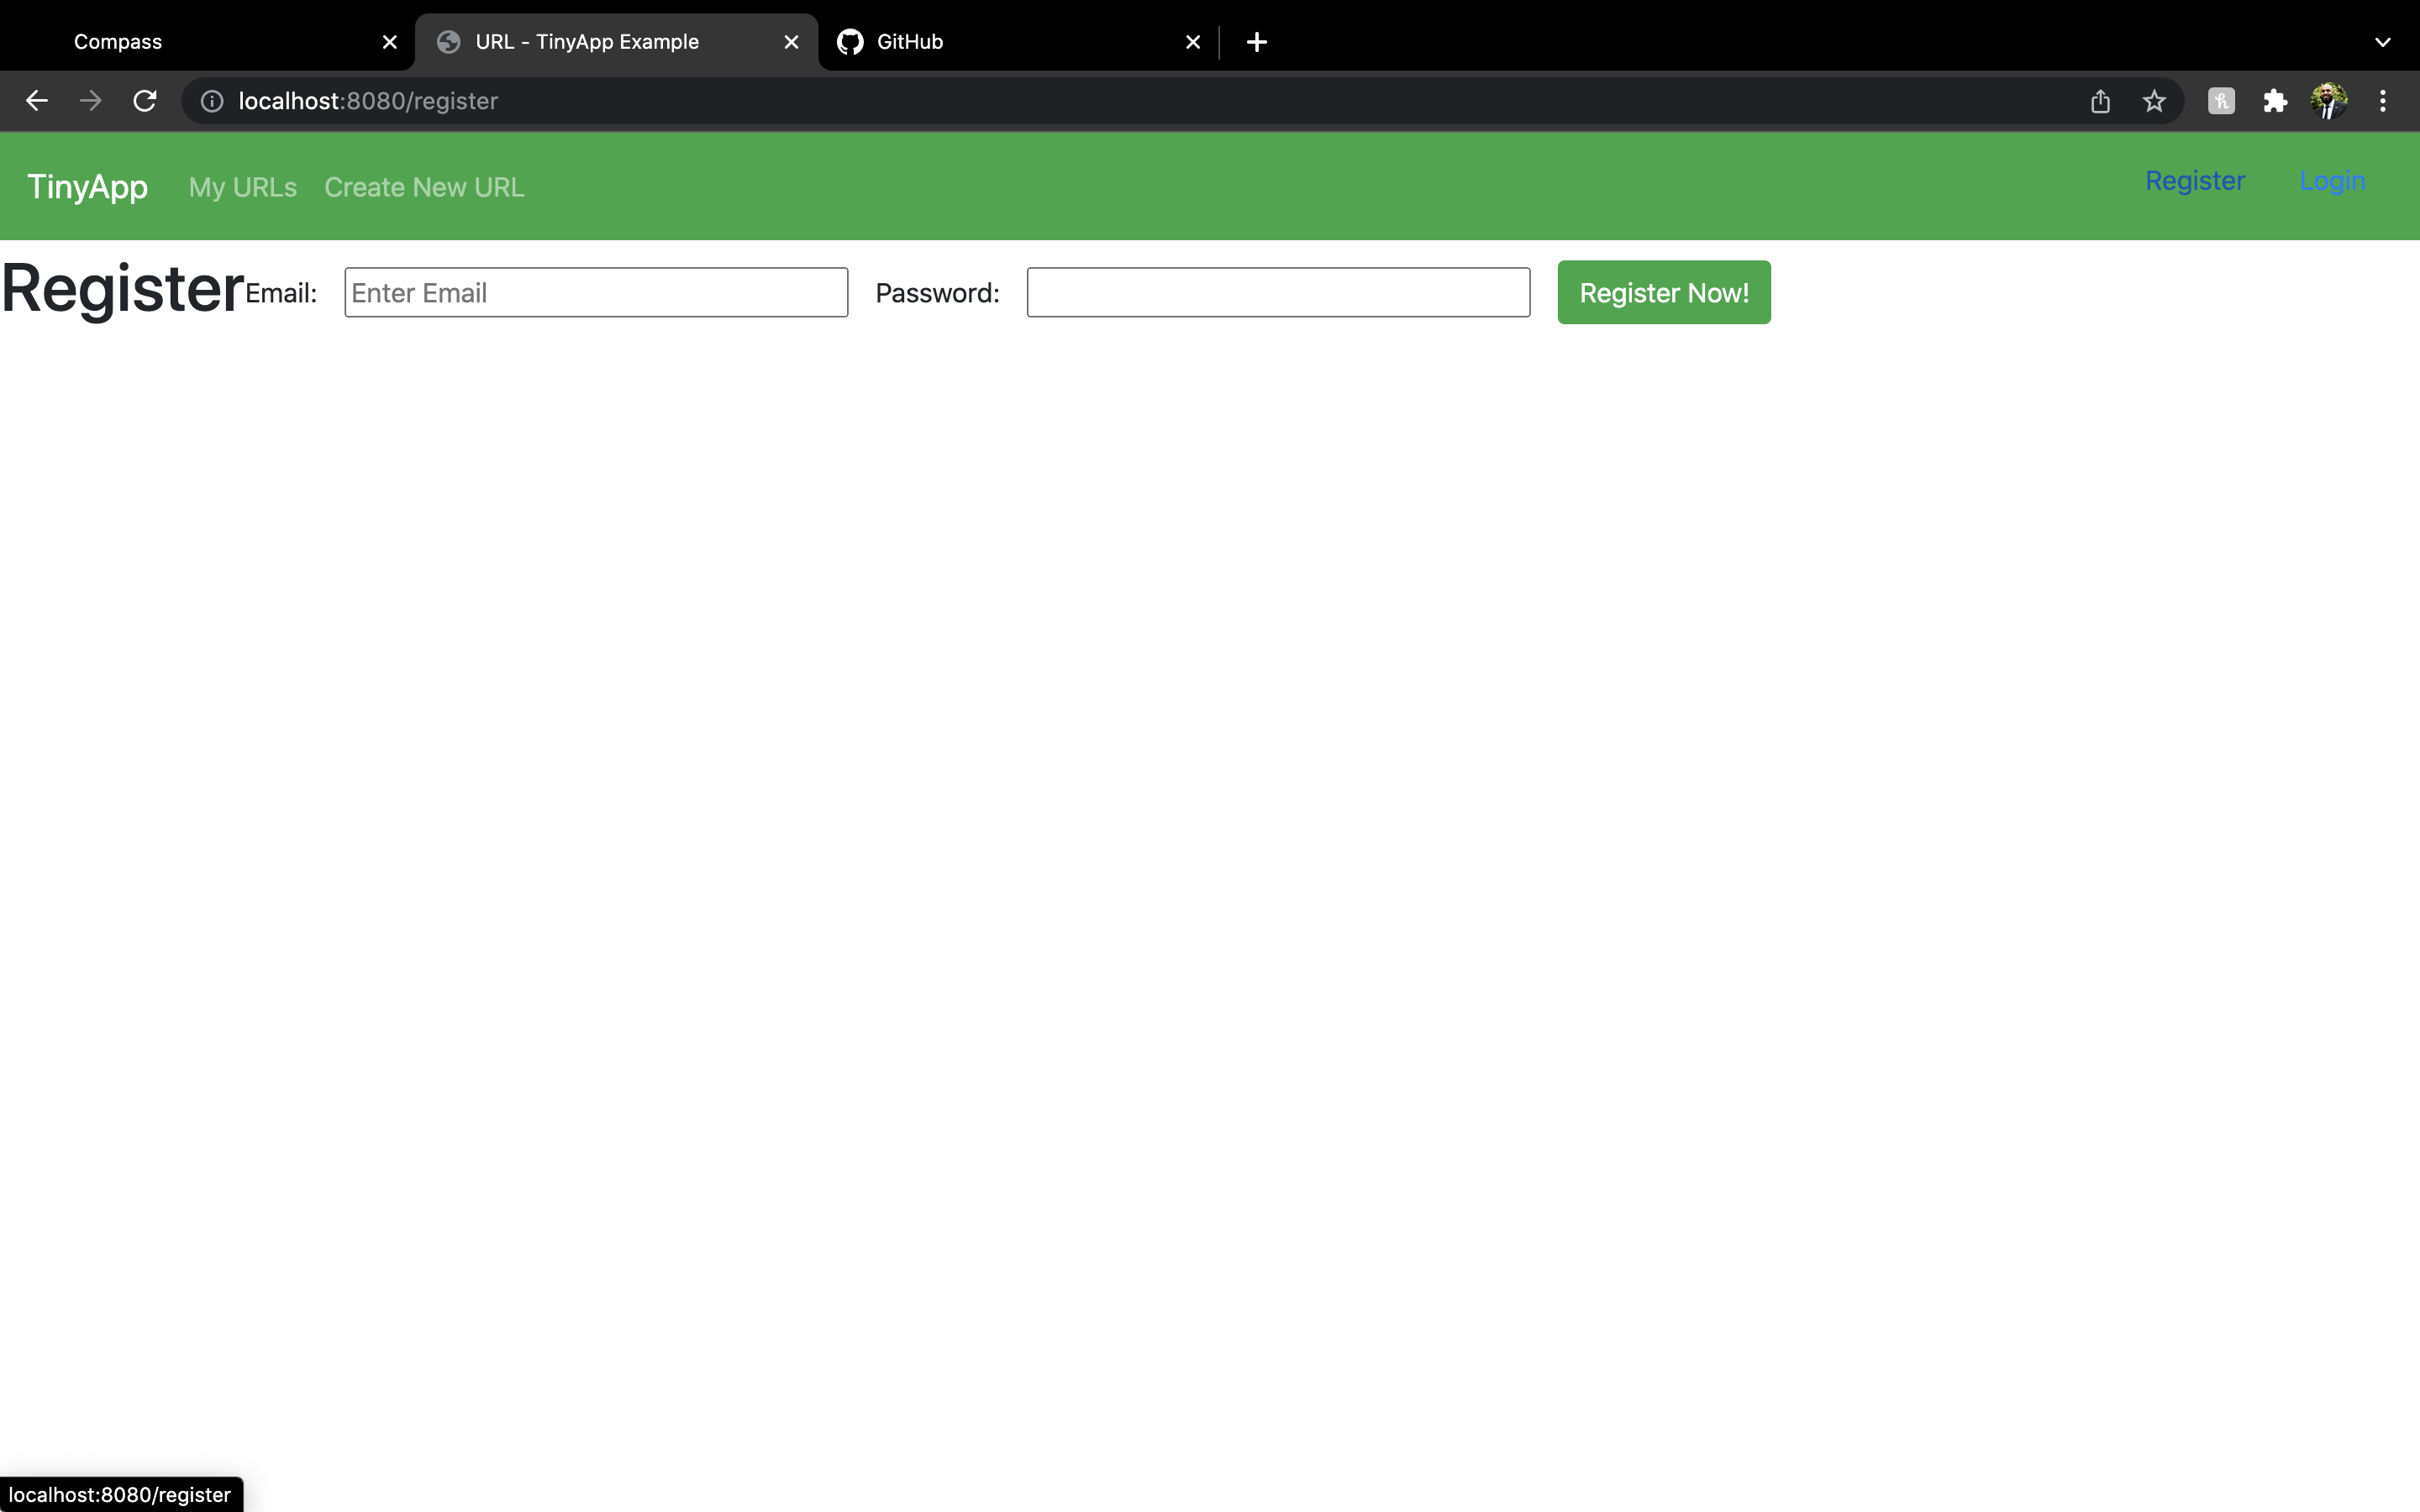 Compass
URL - TinyApp Example
GitHub
localhost:8080/register
TinyApp My URLs Create New URL Register Login
Register Email: Enter Email Password: Register Now!
localhost:8080/register